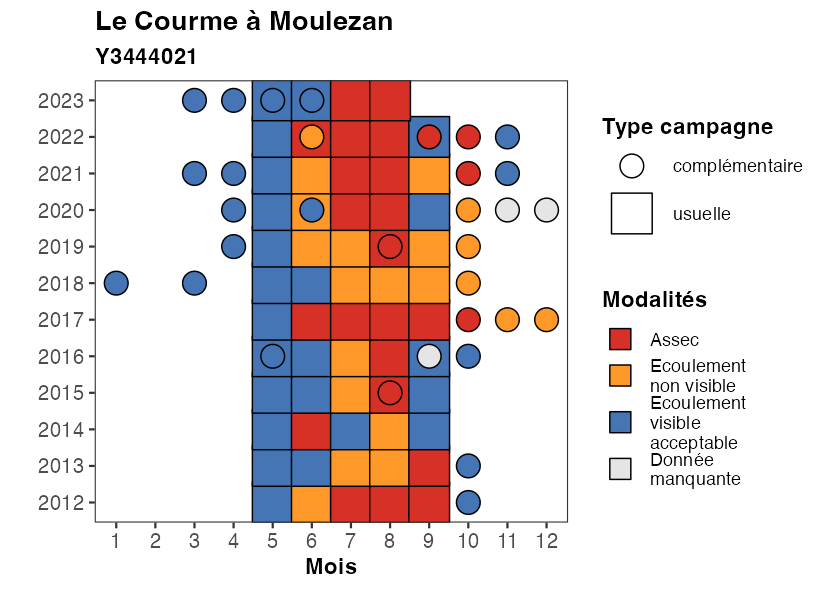 Le Courme à Moulezan
Y3444021
2023
2022
2021
2020
2019
2018
2017
2016
2015
2014
2013
2012
1 2 3 4 5 6 7 8 9 10 11 12
Mois
Type campagne
complémentaire
usuelle
Modalités
Assec
Ecoulement
non visible
Ecoulement
visible
acceptable
Donnée
manquante